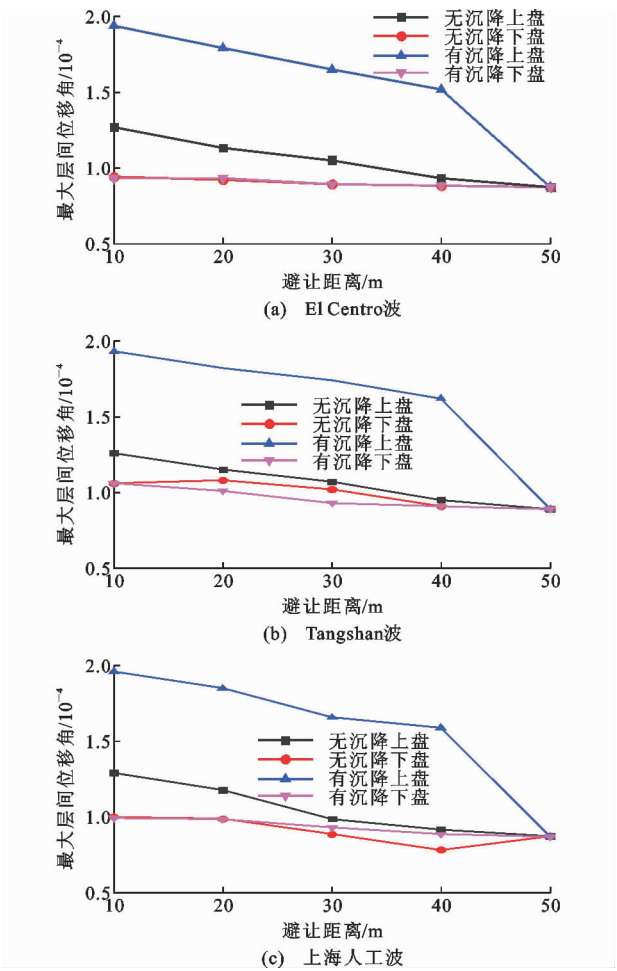 无沉降上盘
无沉降下盘
有沉降上盘
有沉降下盘
最大层间位移角/10⁻⁴
2.0
1.5
1.0
0.5
10 20 30 40 50
避让距离/m
(a) El Centro波
无沉降上盘
无沉降下盘
有沉降上盘
有沉降下盘
最大层间位移角/10⁻⁴
2.0
1.5
1.0
0.5
10 20 30 40 50
避让距离/m
(b) Tangshan波
无沉降上盘
无沉降下盘
有沉降上盘
有沉降下盘
最大层间位移角/10⁻⁴
2.0
1.5
1.0
0.5
10 20 30 40 50
避让距离/m
(c) 上海人工波